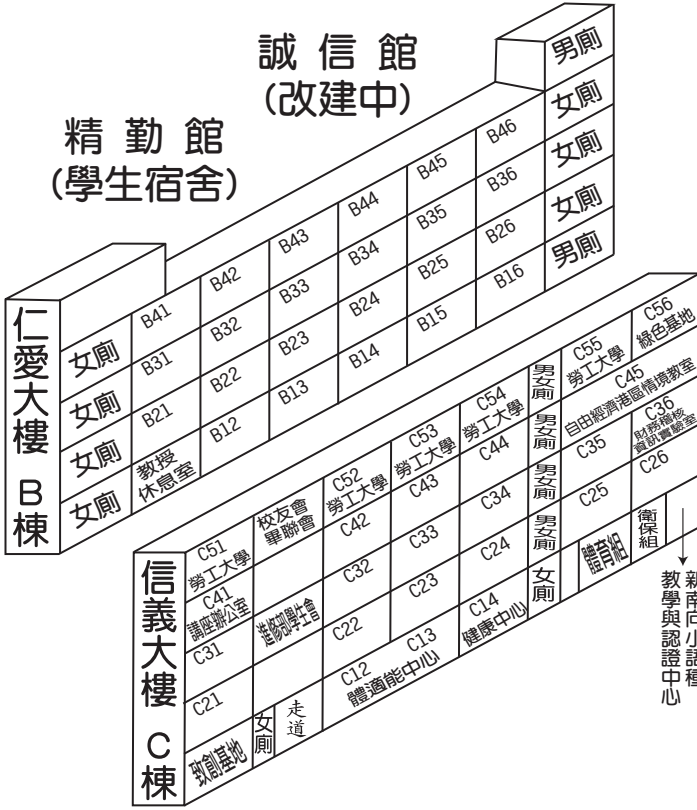 誠信館
(改建中)
精勤館
(學生宿舍)
仁愛大樓 B棟
男廁
B41 B42 B43 B44 B45 B46 女廁
女廁 B31 B32 B33 B34 B35 B36 女廁
女廁 B21 B22 B23 B24 B25 B26 女廁
女廁 教授休息室 B12 B13 B14 B15 B16 男廁
女廁
信義大樓 C棟
C51 勞工大學
校友會
畢聯會
C52 勞工大學
C53 勞工大學
C54 勞工大學
男女廁
C55 勞工大學
C56 綠色基地
C41 講座辦公室
C42
C43
C44
男女廁
C45
自由經濟港區情境教室
C31
進修部學生會
C32
C33
C34
男女廁
C35
C36
財務稽核
資訊實驗室
C21
C22
C23
C24
男女廁
C25
C26
致創基地
女廁
走道
C12 C13
體適能中心
C14
健康中心
女廁
體育組
衛保組
新南向小語種
教學與認證中心